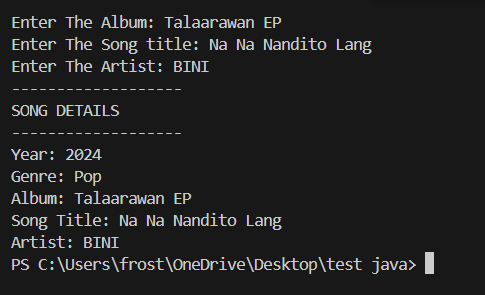 Enter The Album: Talaarawan EP
Enter The Song title: Na Na Nandito Lang
Enter The Artist: BINI
-------------------
SONG DETAILS
-------------------
Year: 2024
Genre: Pop
Album: Talaarawan EP
Song Title: Na Na Nandito Lang
Artist: BINI
PS C:\Users\frost\OneDrive\Desktop\test java>